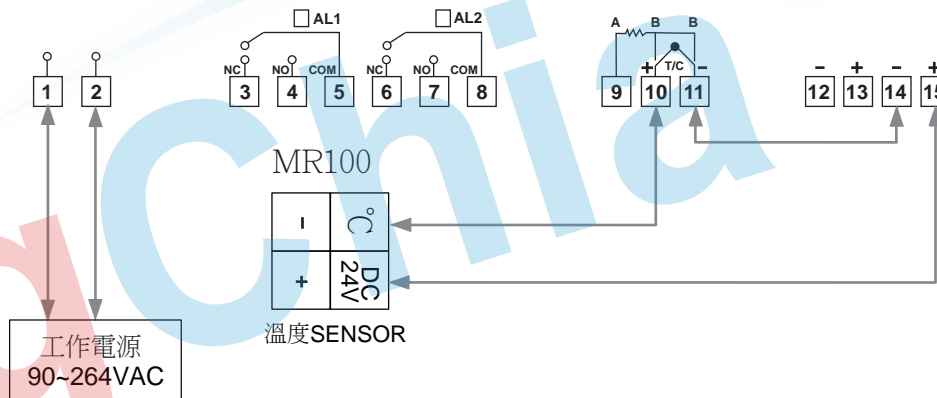 AL1 AL2
A B B
NC NO COM NC NO COM + T/C − − + − +
1 2 3 4 5 6 7 8 9 10 11 12 13 14 15
MR100
− °C
+ DC 24V
溫度SENSOR
工作電源
90~264VAC
qChia